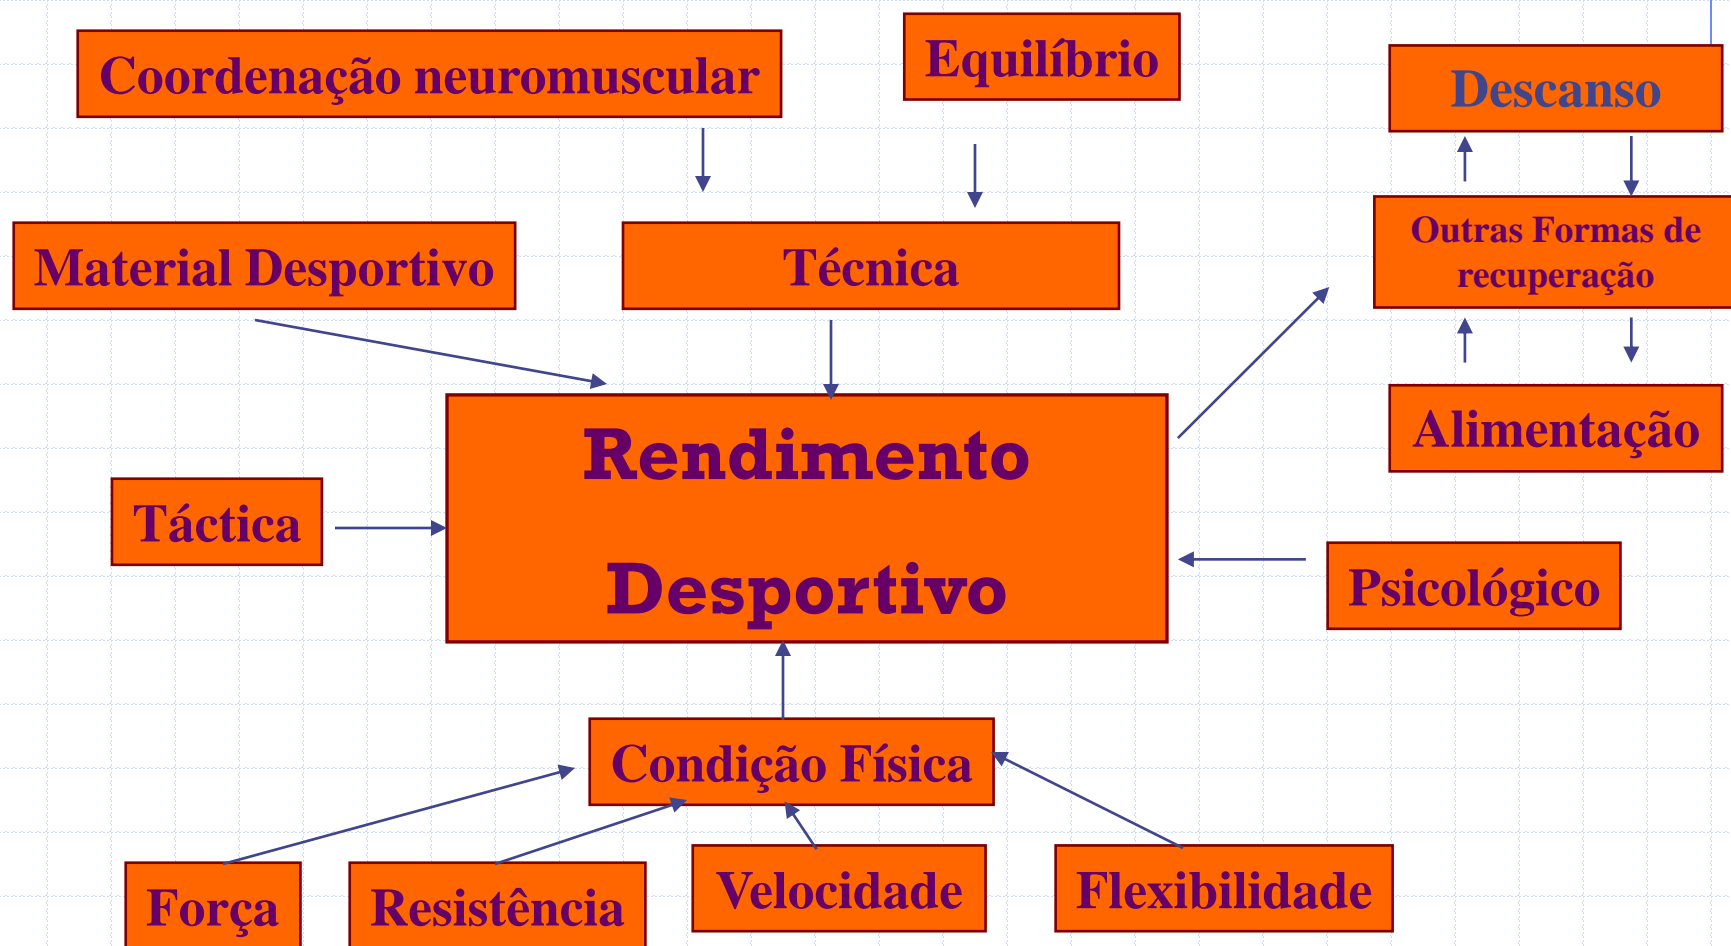 Coordenação neuromuscular
Equilíbrio
Descanso
Material Desportivo
Técnica
Outras Formas de
recuperação
Rendimento
Desportivo
Alimentação
Táctica
Psicológico
Condição Física
Força
Resistência
Velocidade
Flexibilidade